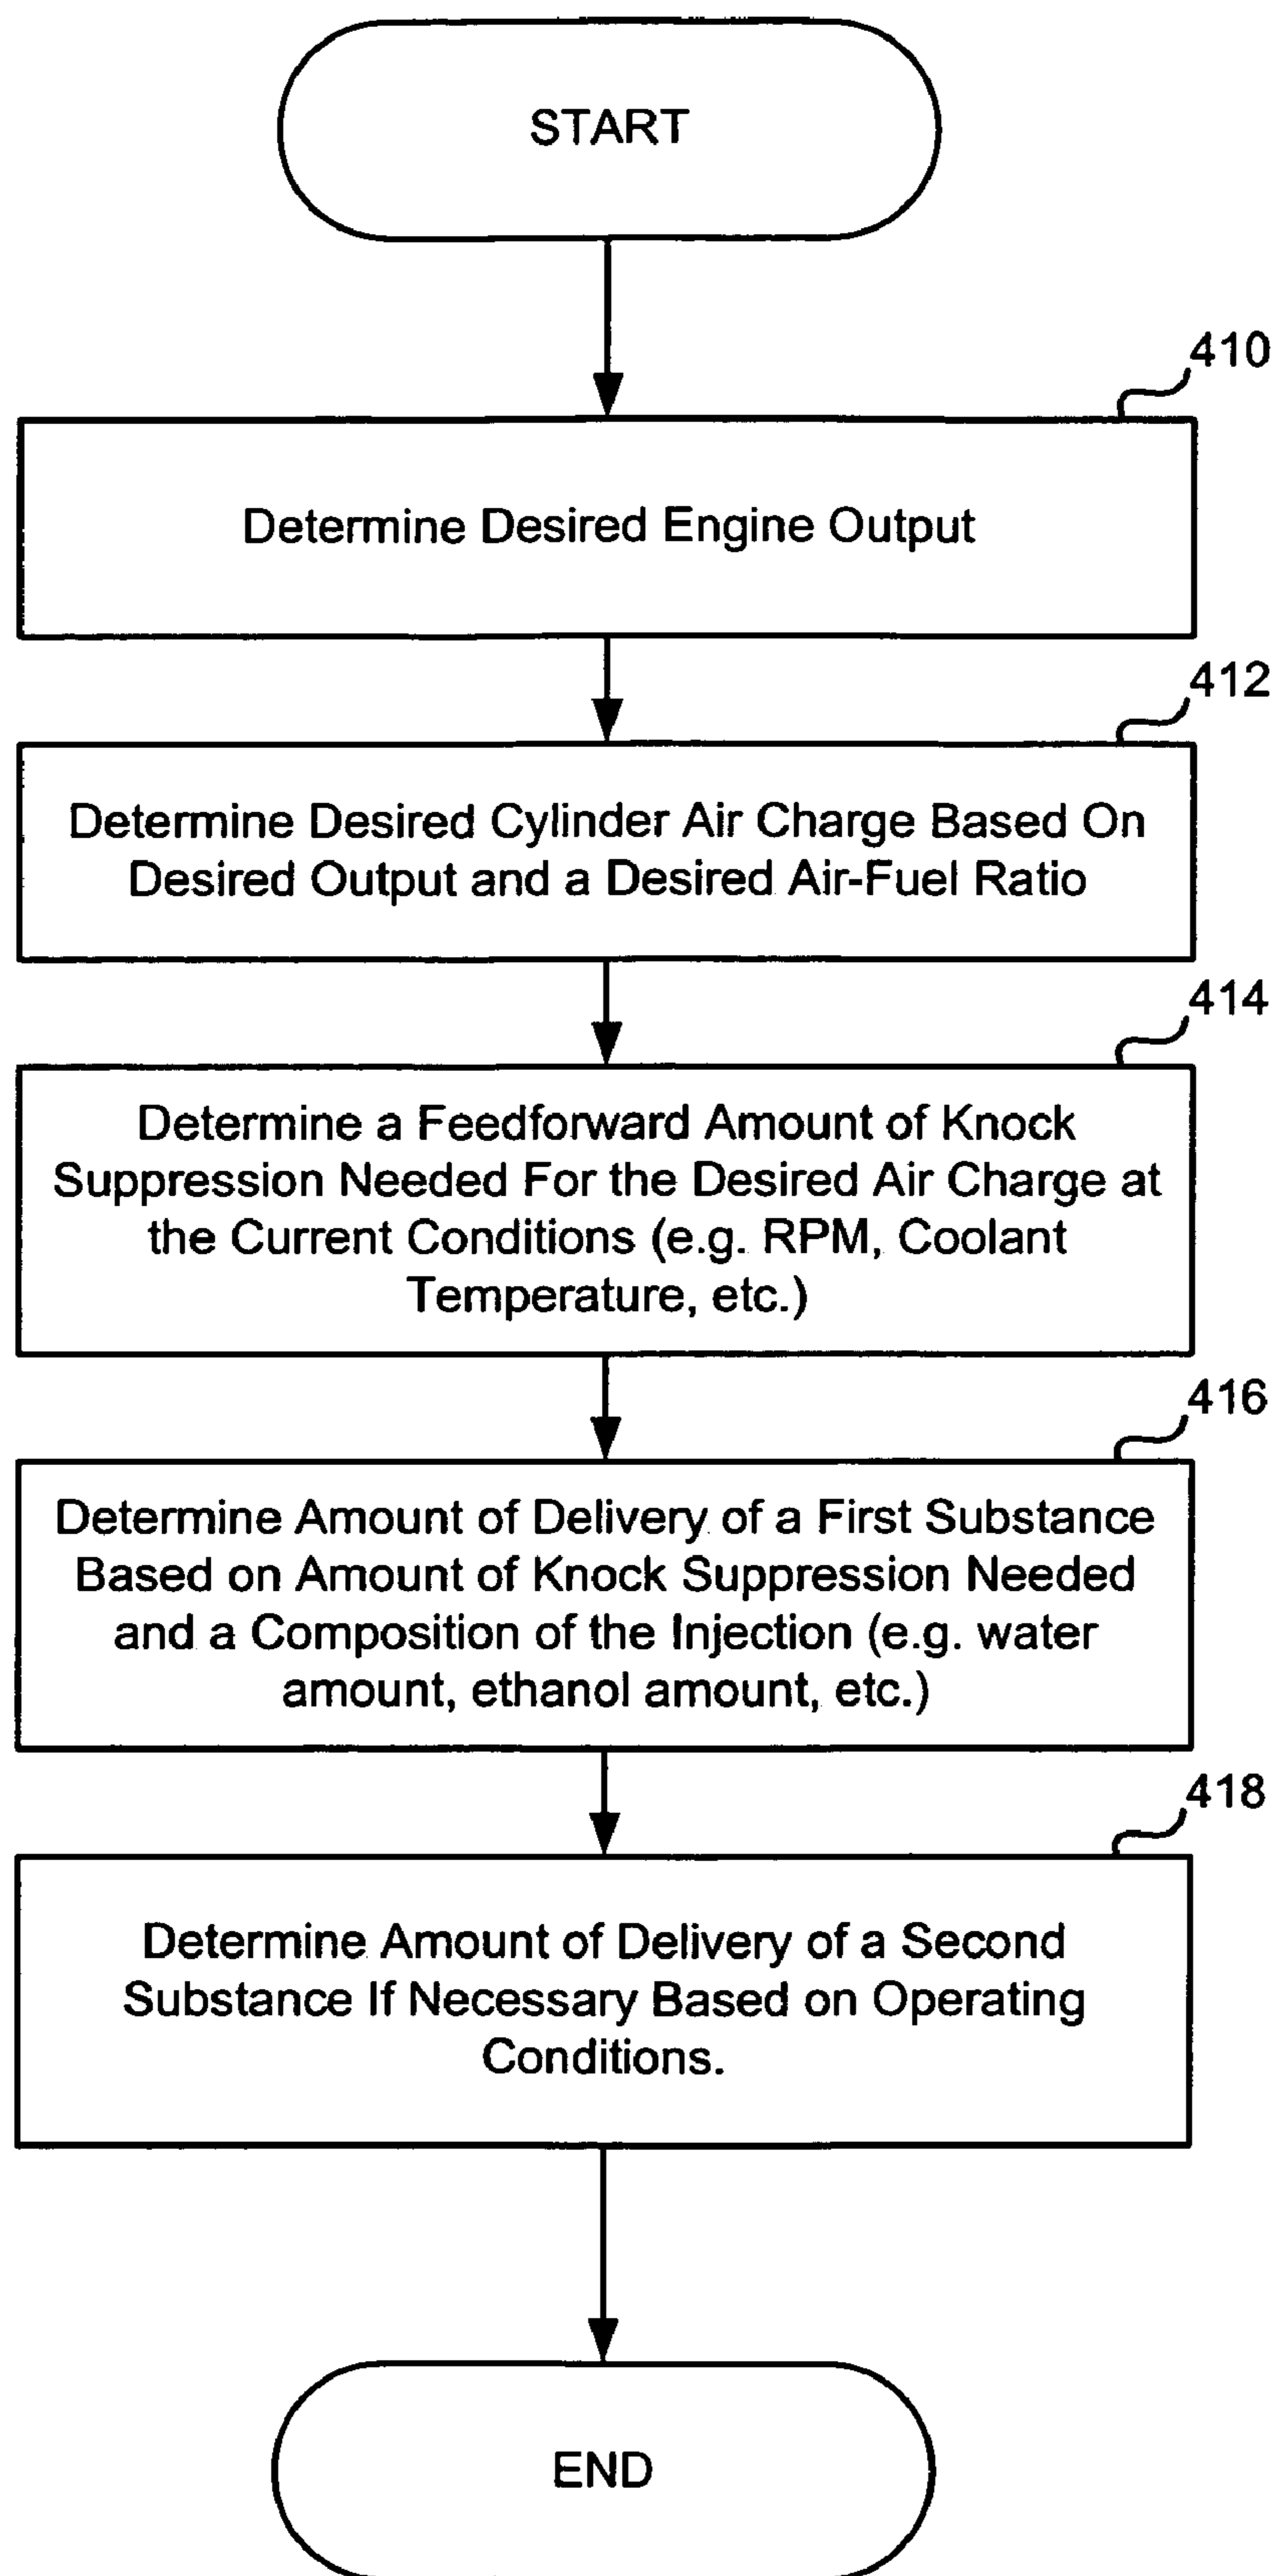 START
410
Determine Desired Engine Output
412
Determine Desired Cylinder Air Charge Based On
Desired Output and a Desired Air-Fuel Ratio
414
Determine a Feedforward Amount of Knock
Suppression Needed For the Desired Air Charge at
the Current Conditions (e.g. RPM, Coolant
Temperature, etc.)
416
Determine Amount of Delivery of a First Substance
Based on Amount of Knock Suppression Needed
and a Composition of the Injection (e.g. water
amount, ethanol amount, etc.)
418
Determine Amount of Delivery of a Second
Substance If Necessary Based on Operating
Conditions.
END